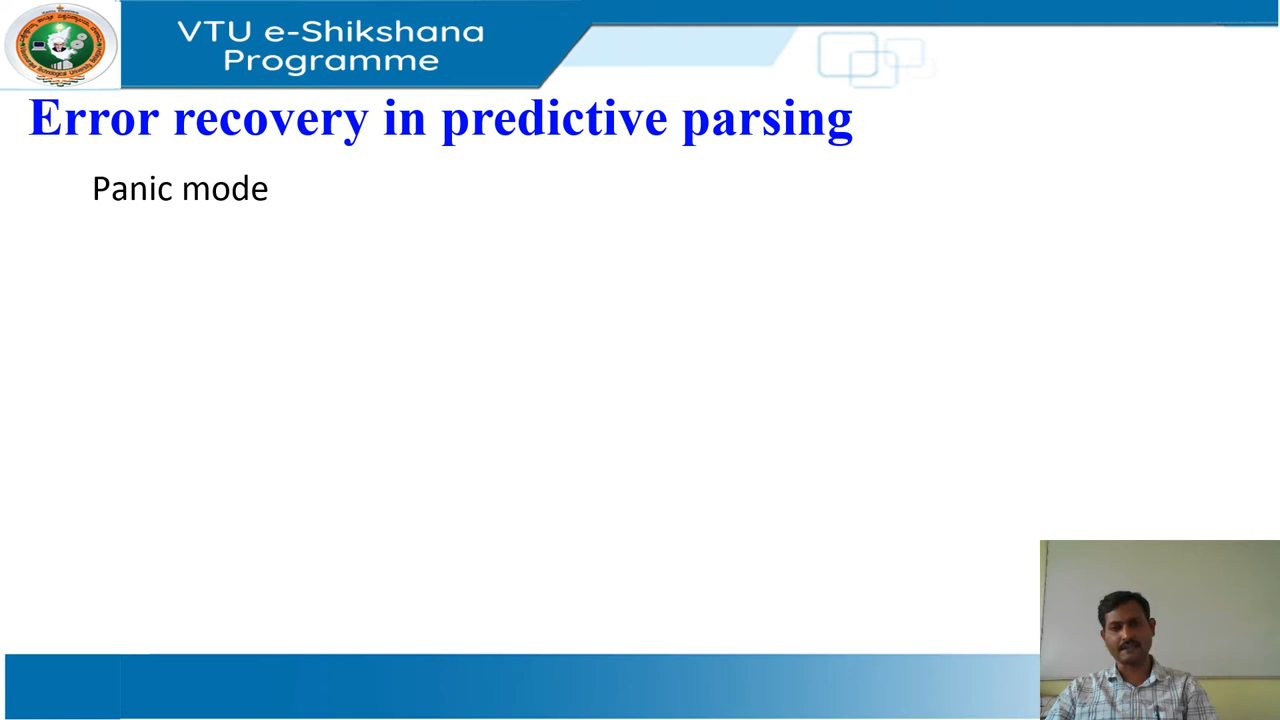 VTU e-Shikshana
Programme
Error recovery in predictive parsing
Panic mode